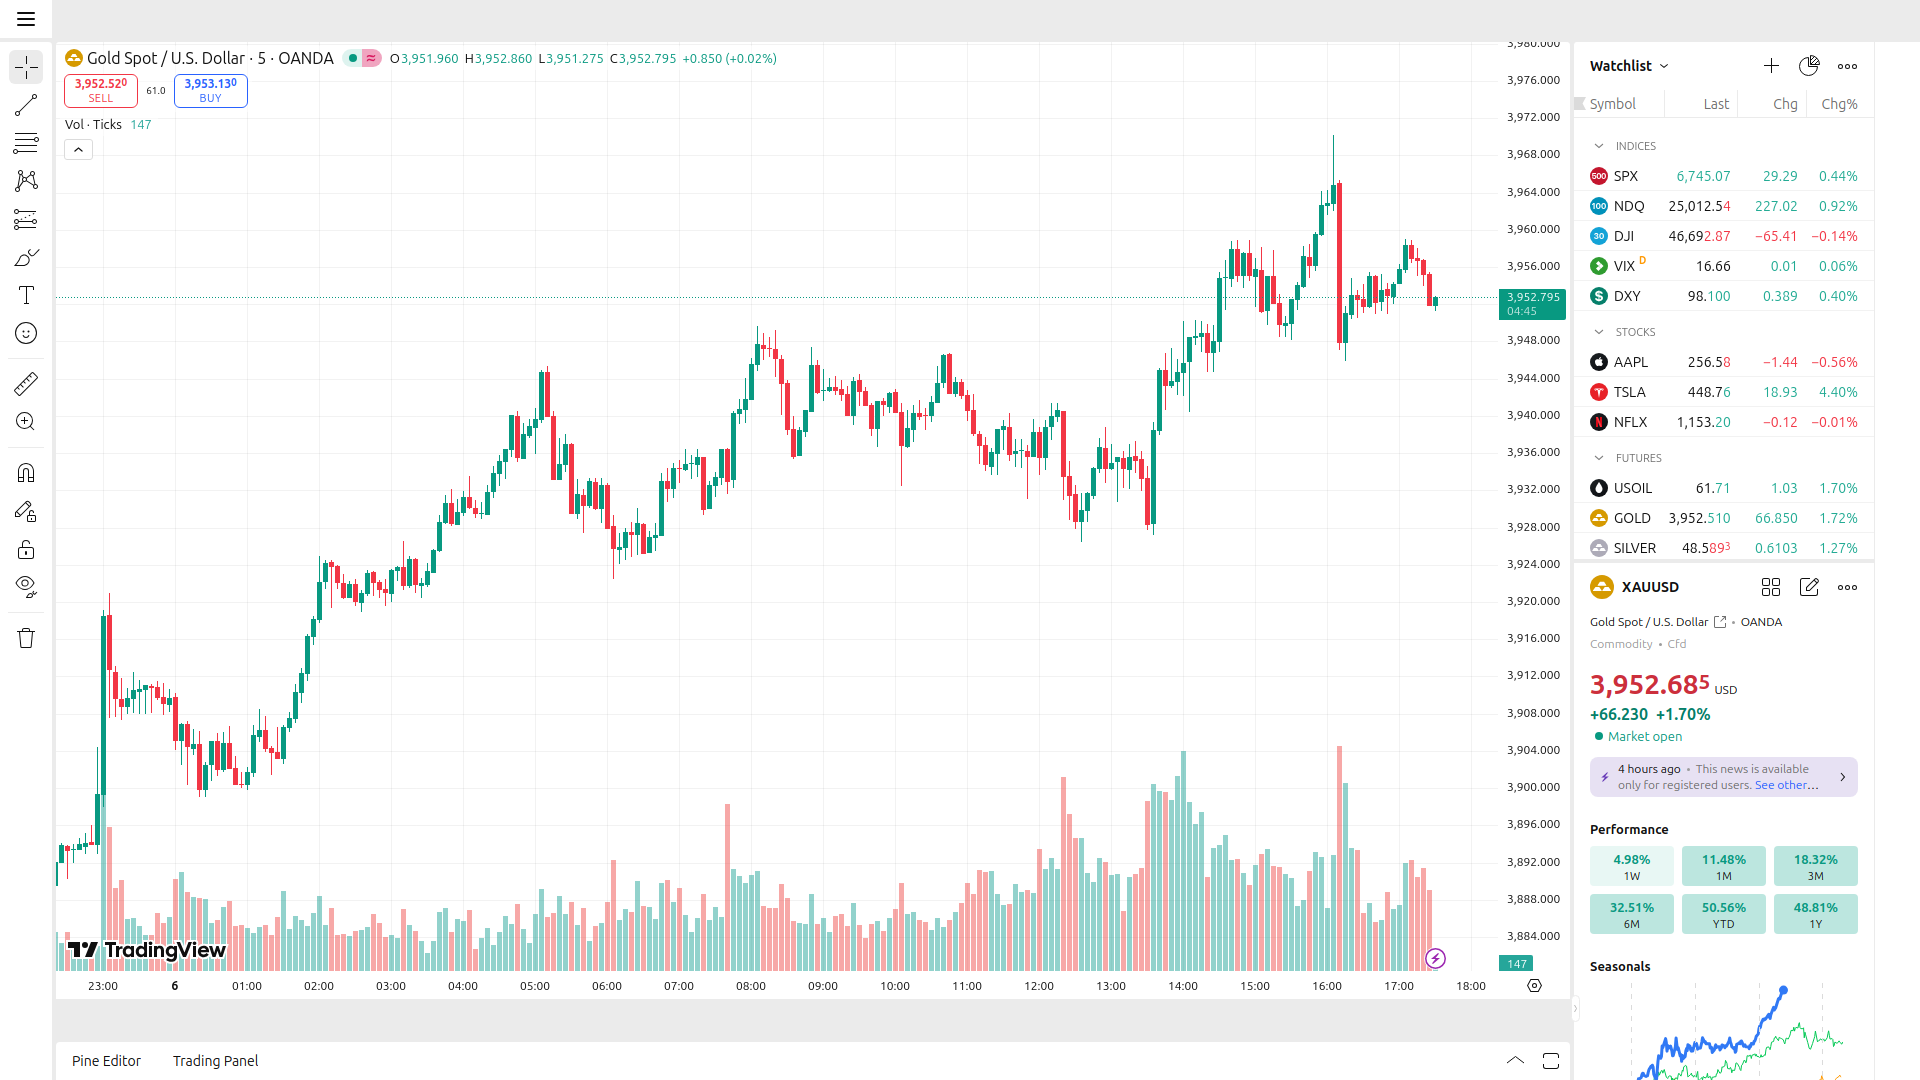 Gold Spot / U.S. Dollar · 5 · OANDA O3,951.960 H3,952.860 L3,951.275 C3,952.795 +0.850 (+0.02%)
3,952.520 SELL 61.0 3,953.130 BUY
Vol · Ticks 147
3,980.000
3,976.000
3,972.000
3,968.000
3,964.000
3,960.000
3,956.000
3,952.795
04:45
3,948.000
3,944.000
3,940.000
3,936.000
3,932.000
3,928.000
3,924.000
3,920.000
3,916.000
3,912.000
3,908.000
3,904.000
3,900.000
3,896.000
3,892.000
3,888.000
3,884.000
147
TradingView
23:00 6 01:00 02:00 03:00 04:00 05:00 06:00 07:00 08:00 09:00 10:00 11:00 12:00 13:00 14:00 15:00 16:00 17:00 18:00
Pine Editor Trading Panel
Watchlist
Symbol Last Chg Chg%
INDICES
500 SPX 6,745.07 29.29 0.44%
100 NDQ 25,012.54 227.02 0.92%
30 DJI 46,692.87 −65.41 −0.14%
VIX D 16.66 0.01 0.06%
$ DXY 98.100 0.389 0.40%
STOCKS
AAPL 256.58 −1.44 −0.56%
TSLA 448.76 18.93 4.40%
N NFLX 1,153.20 −0.12 −0.01%
FUTURES
USOIL 61.71 1.03 1.70%
GOLD 3,952.510 66.850 1.72%
SILVER 48.5893 0.6103 1.27%
XAUUSD
Gold Spot / U.S. Dollar • OANDA
Commodity • Cfd
3,952.685 USD
+66.230 +1.70%
Market open
4 hours ago • This news is available
only for registered users. See other...
Performance
4.98% 11.48% 18.32%
1W 1M 3M
32.51% 50.56% 48.81%
6M YTD 1Y
Seasonals